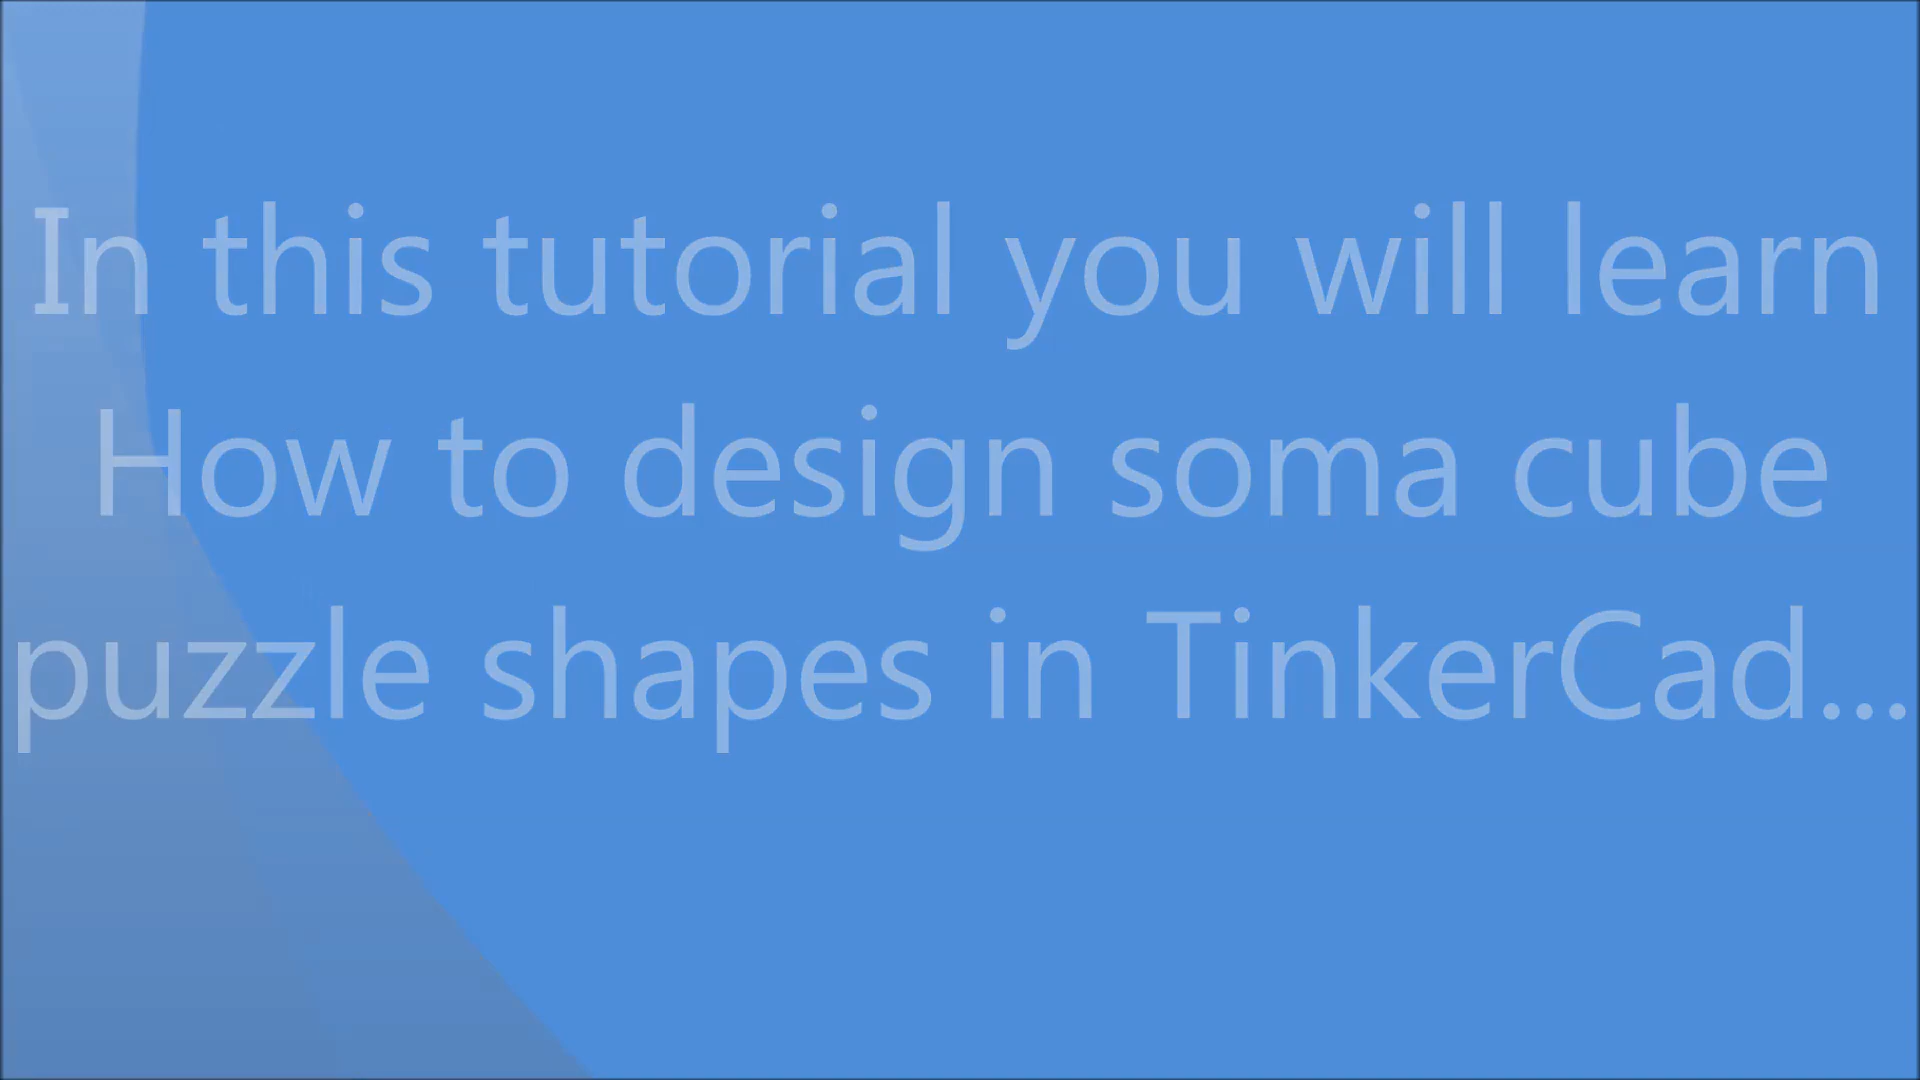 In this tutorial you will learn
How to design soma cube
puzzle shapes in TinkerCad...